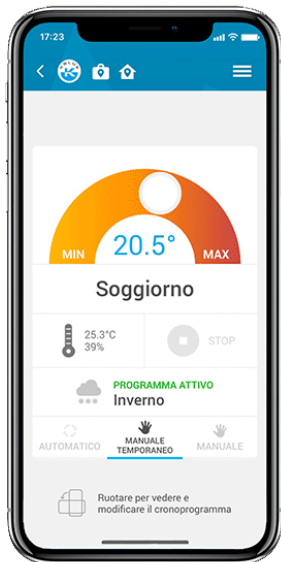 17:23
K
MIN
20.5°
MAX
Soggiorno
25.3°C
39%
STOP
PROGRAMMA ATTIVO
Inverno
AUTOMATICO
MANUALE
TEMPORANEO
MANUALE
Ruotare per vedere e
modificare il cronoprogramma